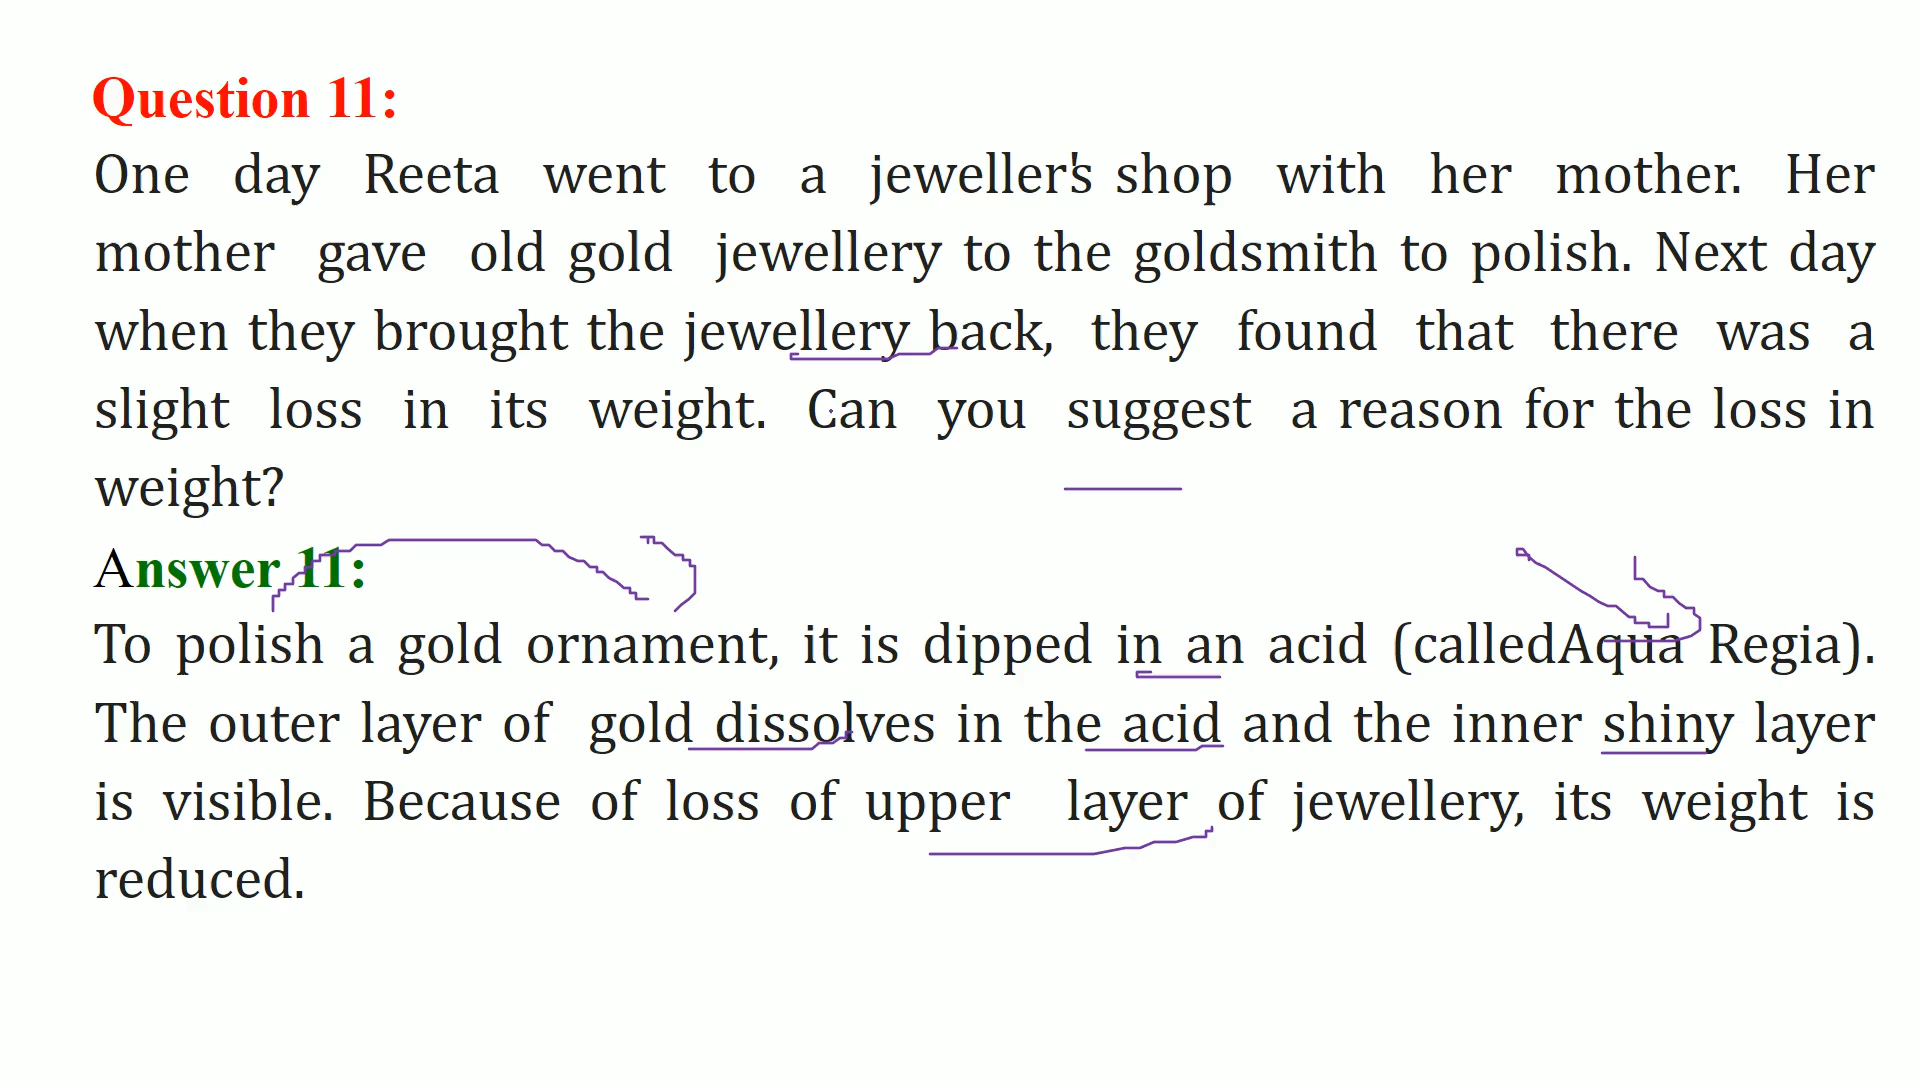 Question 11:
One day Reeta went to a jeweller's shop with her mother. Her
mother gave old gold jewellery to the goldsmith to polish. Next day
when they brought the jewellery back, they found that there was a
slight loss in its weight. Can you suggest a reason for the loss in
weight?
Answer 11:
To polish a gold ornament, it is dipped in an acid (calledAqua Regia).
The outer layer of gold dissolves in the acid and the inner shiny layer
is visible. Because of loss of upper layer of jewellery, its weight is
reduced.